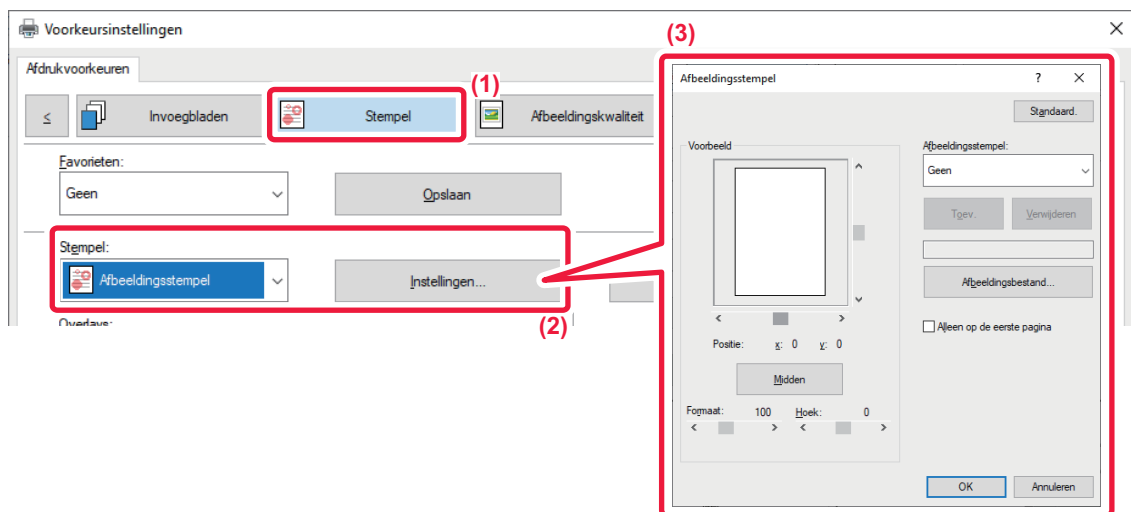 Voorkeursinstellingen
Afdrukvoorkeuren
(1)
< Invoegbladen Stempel Afbeeldingskwaliteit
Favorieten:
Geen Opslaan
Stempel:
Afbeeldingsstempel Instellingen...
(2)
Overlays:
(3)
Afbeeldingsstempel ? ×
Standaard.
Voorbeeld
Afbeeldingsstempel:
Geen
Toev. Verwijderen
Afbeeldingsbestand...
Alleen op de eerste pagina
Positie: x: 0 y: 0
Midden
Formaat: 100 Hoek: 0
OK Annuleren